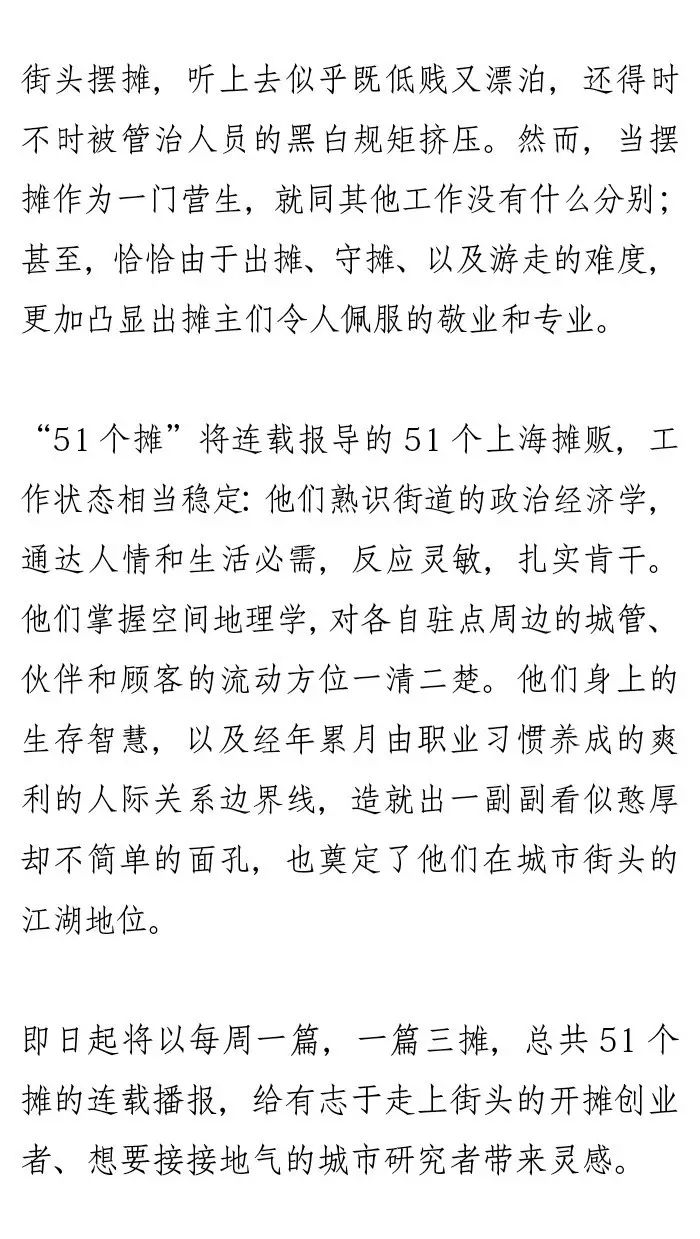 街头摆摊，听上去似乎既低贱又漂泊，还得时
不时被管治人员的黑白规矩挤压。然而，当摆
摊作为一门营生，就同其他工作没有什么分别；
甚至，恰恰由于出摊、守摊、以及游走的难度，
更加凸显出摊主们令人佩服的敬业和专业。
“51个摊”将连载报导的51个上海摊贩，工
作状态相当稳定：他们熟识街道的政治经济学，
通达人情和生活必需，反应灵敏，扎实肯干。
他们掌握空间地理学，对各自驻点周边的城管、
伙伴和顾客的流动方位一清二楚。他们身上的
生存智慧，以及经年累月由职业习惯养成的爽
利的人际关系边界线，造就出一副副看似憨厚
却不简单的面孔，也奠定了他们在城市街头的
江湖地位。
即日起将以每周一篇，一篇三摊，总共51个
摊的连载播报，给有志于走上街头的开摊创业
者、想要接接地气的城市研究者带来灵感。